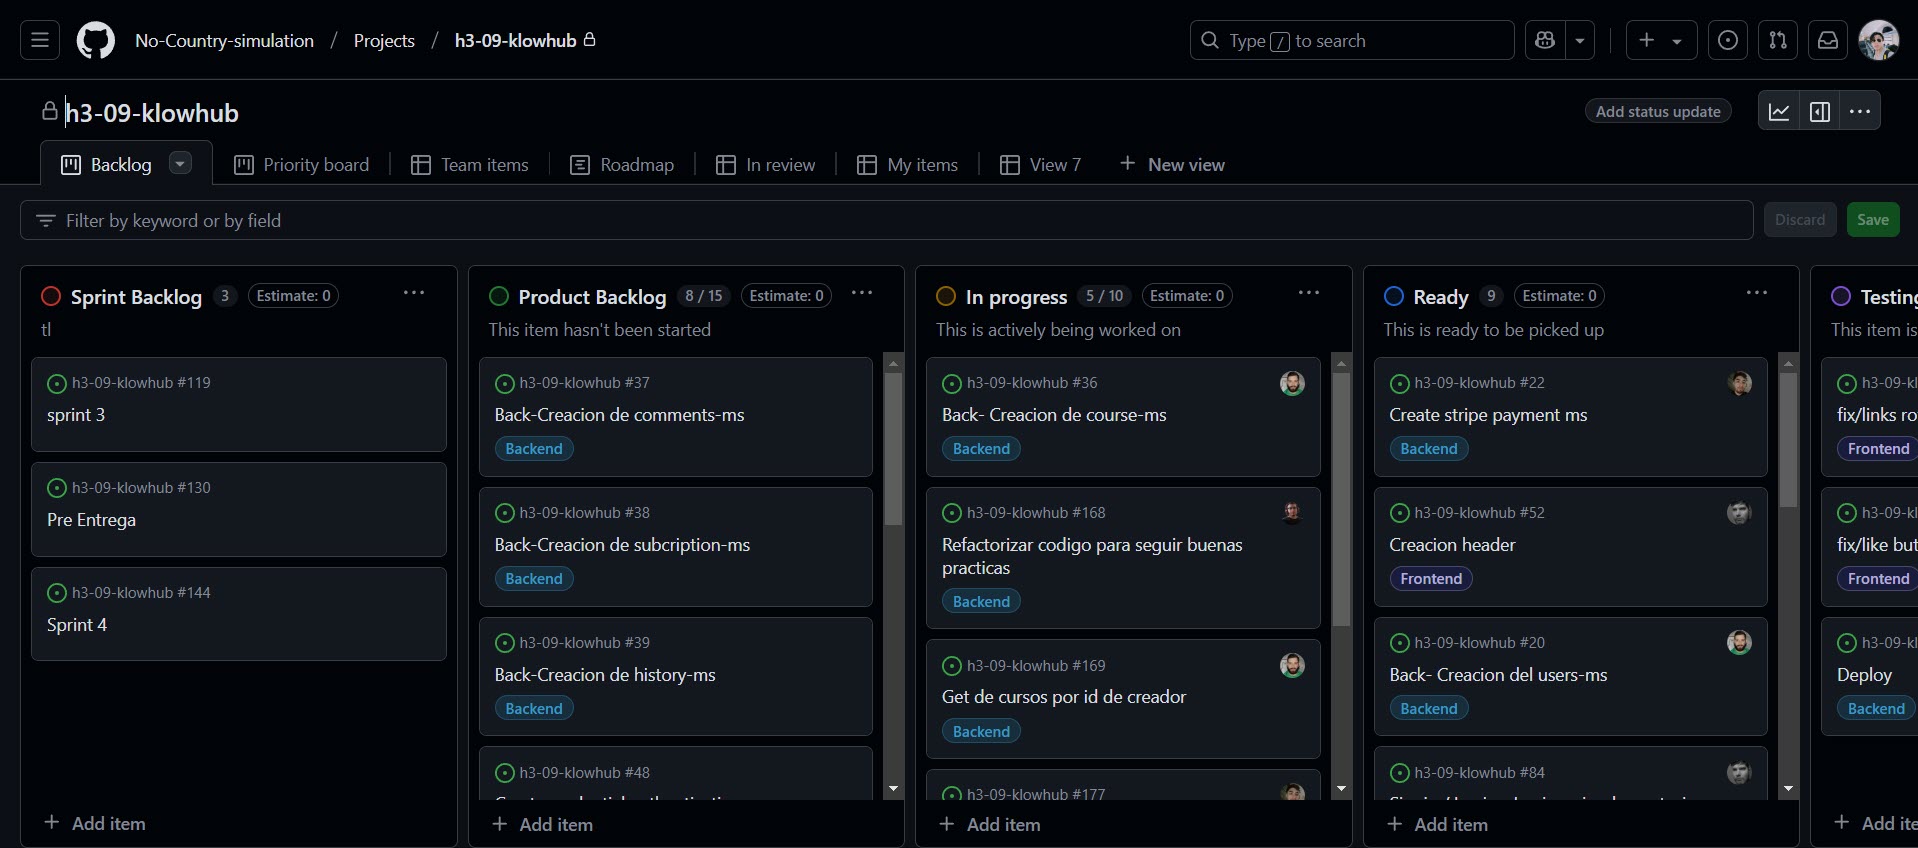 No-Country-simulation / Projects / h3-09-klowhub
Type / to search
h3-09-klowhub
Add status update
Backlog
Priority board
Team items
Roadmap
In review
My items
View 7
New view
Filter by keyword or by field
Discard
Save
Sprint Backlog 3 Estimate: 0
tl
h3-09-klowhub #119
sprint 3
h3-09-klowhub #130
Pre Entrega
h3-09-klowhub #144
Sprint 4
Add item
Product Backlog 8 / 15 Estimate: 0
This item hasn't been started
h3-09-klowhub #37
Back-Creacion de comments-ms
Backend
h3-09-klowhub #38
Back-Creacion de subcription-ms
Backend
h3-09-klowhub #39
Back-Creacion de history-ms
Backend
h3-09-klowhub #48
Add item
In progress 5 / 10 Estimate: 0
This is actively being worked on
h3-09-klowhub #36
Back- Creacion de course-ms
Backend
h3-09-klowhub #168
Refactorizar codigo para seguir buenas
practicas
Backend
h3-09-klowhub #169
Get de cursos por id de creador
Backend
h3-09-klowhub #177
Add item
Ready 9 Estimate: 0
This is ready to be picked up
h3-09-klowhub #22
Create stripe payment ms
Backend
h3-09-klowhub #52
Creacion header
Frontend
h3-09-klowhub #20
Back- Creacion del users-ms
Backend
h3-09-klowhub #84
Add item
Testing
This item is
h3-09-kl
fix/links ro
Frontend
h3-09-kl
fix/like but
Frontend
h3-09-kl
Deploy
Backend
Add ite